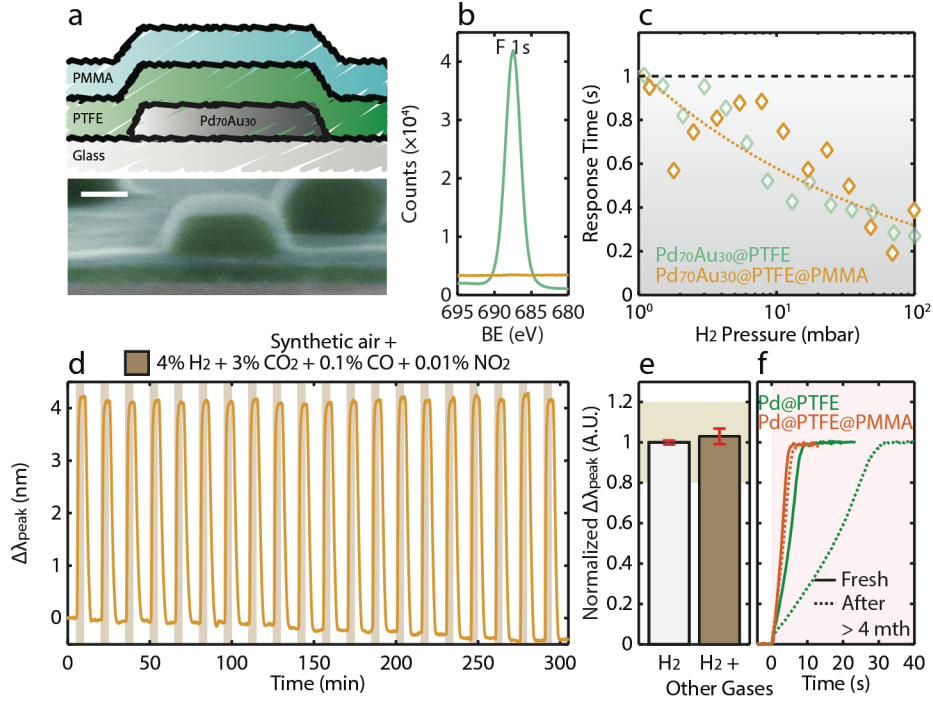 a
PMMA
PTFE
Pd70Au30
Glass
b
F 1s
Counts (×10⁴)
4
3
2
1
0
695 690 685 680
BE (eV)
c
Response Time (s)
1
0.8
0.6
0.4
0.2
0
Pd70Au30@PTFE
Pd70Au30@PTFE@PMMA
10⁰ 10¹ 10²
H2 Pressure (mbar)
d
Synthetic air +
4% H2 + 3% CO2 + 0.1% CO + 0.01% NO2
Δλpeak (nm)
4
3
2
1
0
0 50 100 150 200 250 300
Time (min)
e
Normalized Δλpeak (A.U.)
1.2
1
0.8
0.6
0.4
0.2
0
H2 H2 +
Other Gases
f
Pd@PTFE
Pd@PTFE@PMMA
Fresh
After
> 4 mth
0 10 20 30 40
Time (s)